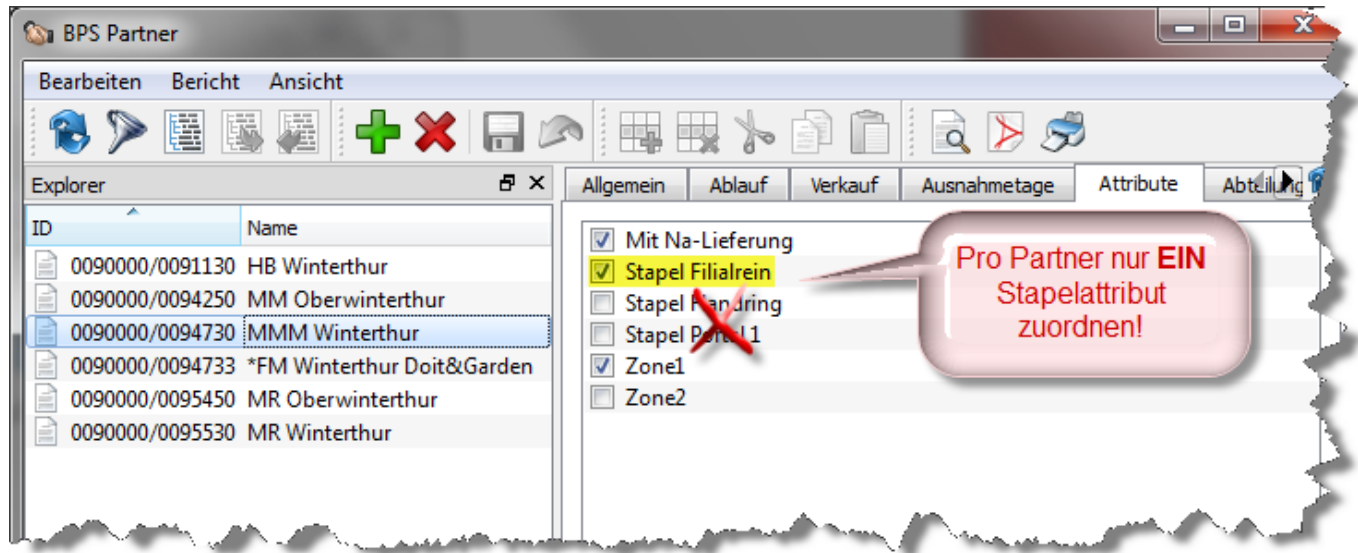 BPS Partner
Bearbeiten Bericht Ansicht
Explorer
ID Name
0090000/0091130 HB Winterthur
0090000/0094250 MM Oberwinterthur
0090000/0094730 MMM Winterthur
0090000/0094733 *FM Winterthur Doit&Garden
0090000/0095450 MR Oberwinterthur
0090000/0095530 MR Winterthur
Allgemein Ablauf Verkauf Ausnahmetage Attribute
Mit Na-Lieferung
Stapel Filialrein
Stapel
Stapel
Zone1
Zone2
Pro Partner nur EIN
Stapelattribut
zuordnen!